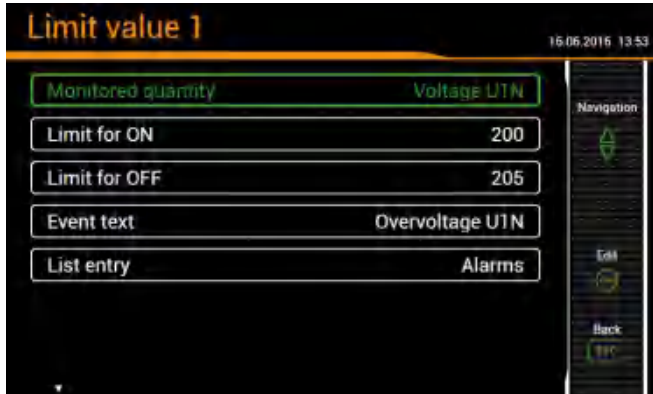 Limit value 1
16.06.2016 13:53
Monitored quantity Voltage U1N
Limit for ON 200
Limit for OFF 205
Event text Overvoltage U1N
List entry Alarms
Navigation
Edit
Back
ESC